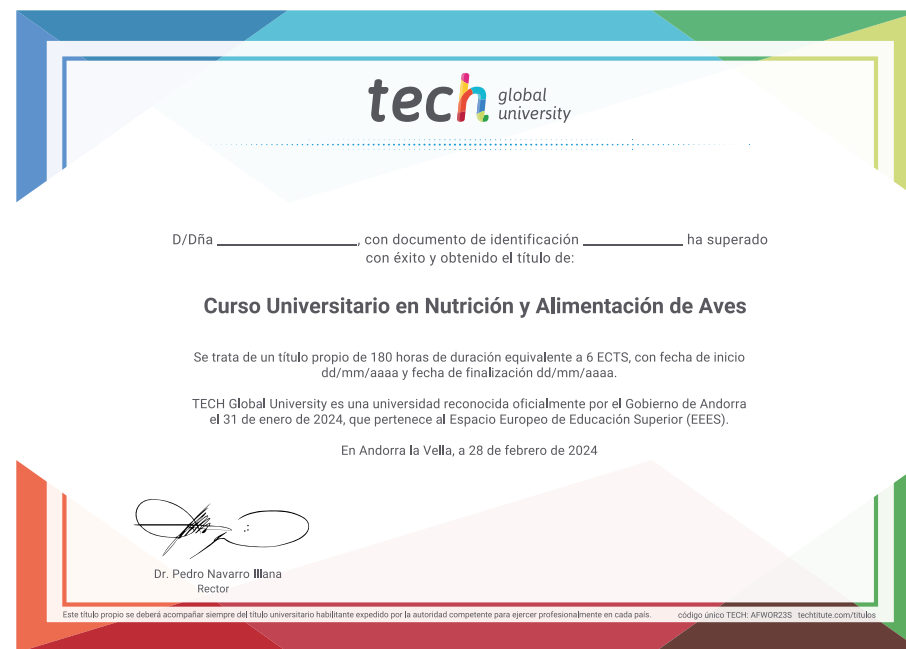 tech global university
D/Dña ____________________, con documento de identificación ______________ ha superado
con éxito y obtenido el título de:
Curso Universitario en Nutrición y Alimentación de Aves
Se trata de un título propio de 180 horas de duración equivalente a 6 ECTS, con fecha de inicio
dd/mm/aaaa y fecha de finalización dd/mm/aaaa.
TECH Global University es una universidad reconocida oficialmente por el Gobierno de Andorra
el 31 de enero de 2024, que pertenece al Espacio Europeo de Educación Superior (EEES).
En Andorra la Vella, a 28 de febrero de 2024
Dr. Pedro Navarro Illana
Rector
Este título propio se deberá acompañar siempre del título universitario habilitante expedido por la autoridad competente para ejercer profesionalmente en cada país. código único TECH: AFWOR23S techtitute.com/titulos